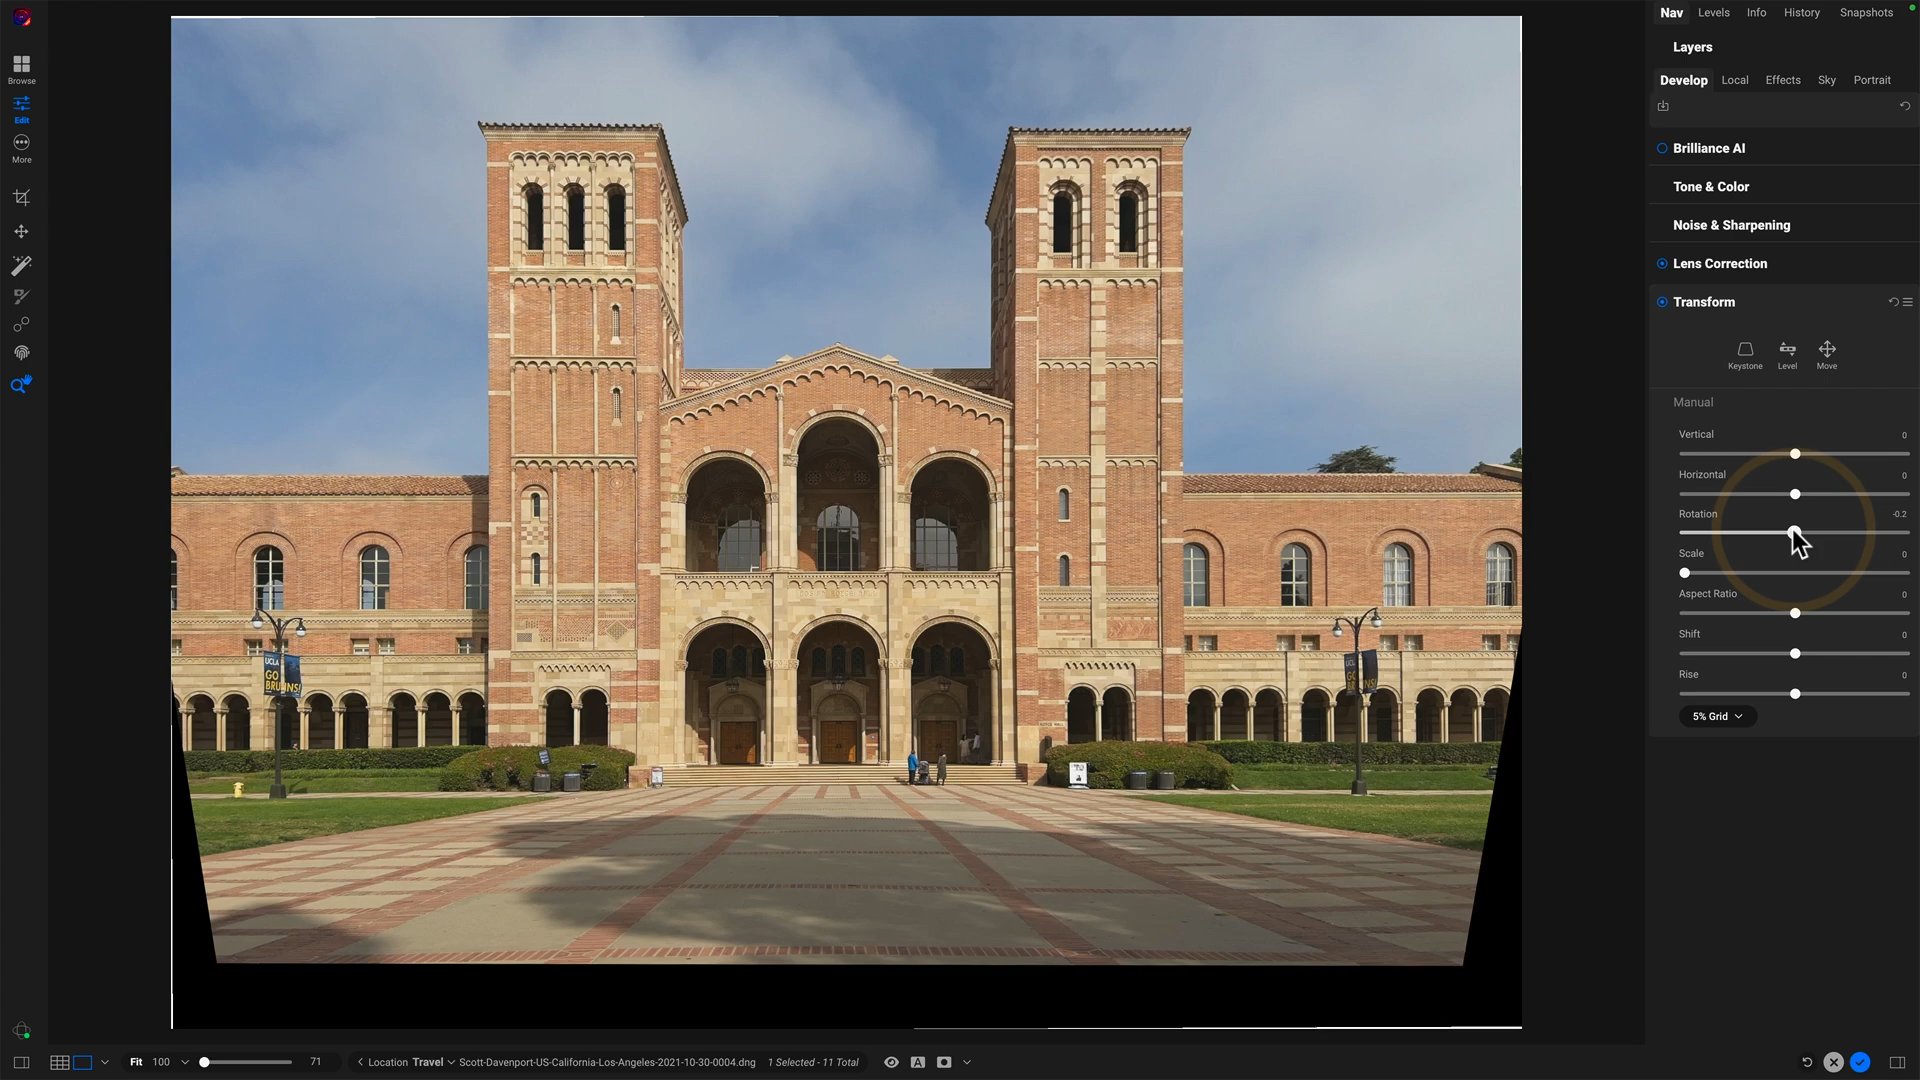 Nav Levels Info History Snapshots
Layers
Browse
Develop Local Effects Sky Portrait
Edit
Brilliance AI
More
Tone & Color
Noise & Sharpening
Lens Correction
Transform
Keystone Level Move
Manual
Vertical 0
Horizontal 0
Rotation -0.2
Scale 0
Aspect Ratio 0
Shift 0
UCLA
GO
BRUINS!
Rise 0
5% Grid
Fit 100 71 Location Travel Scott-Davenport-US-California-Los-Angeles-2021-10-30-0004.dng 1 Selected - 11 Total A